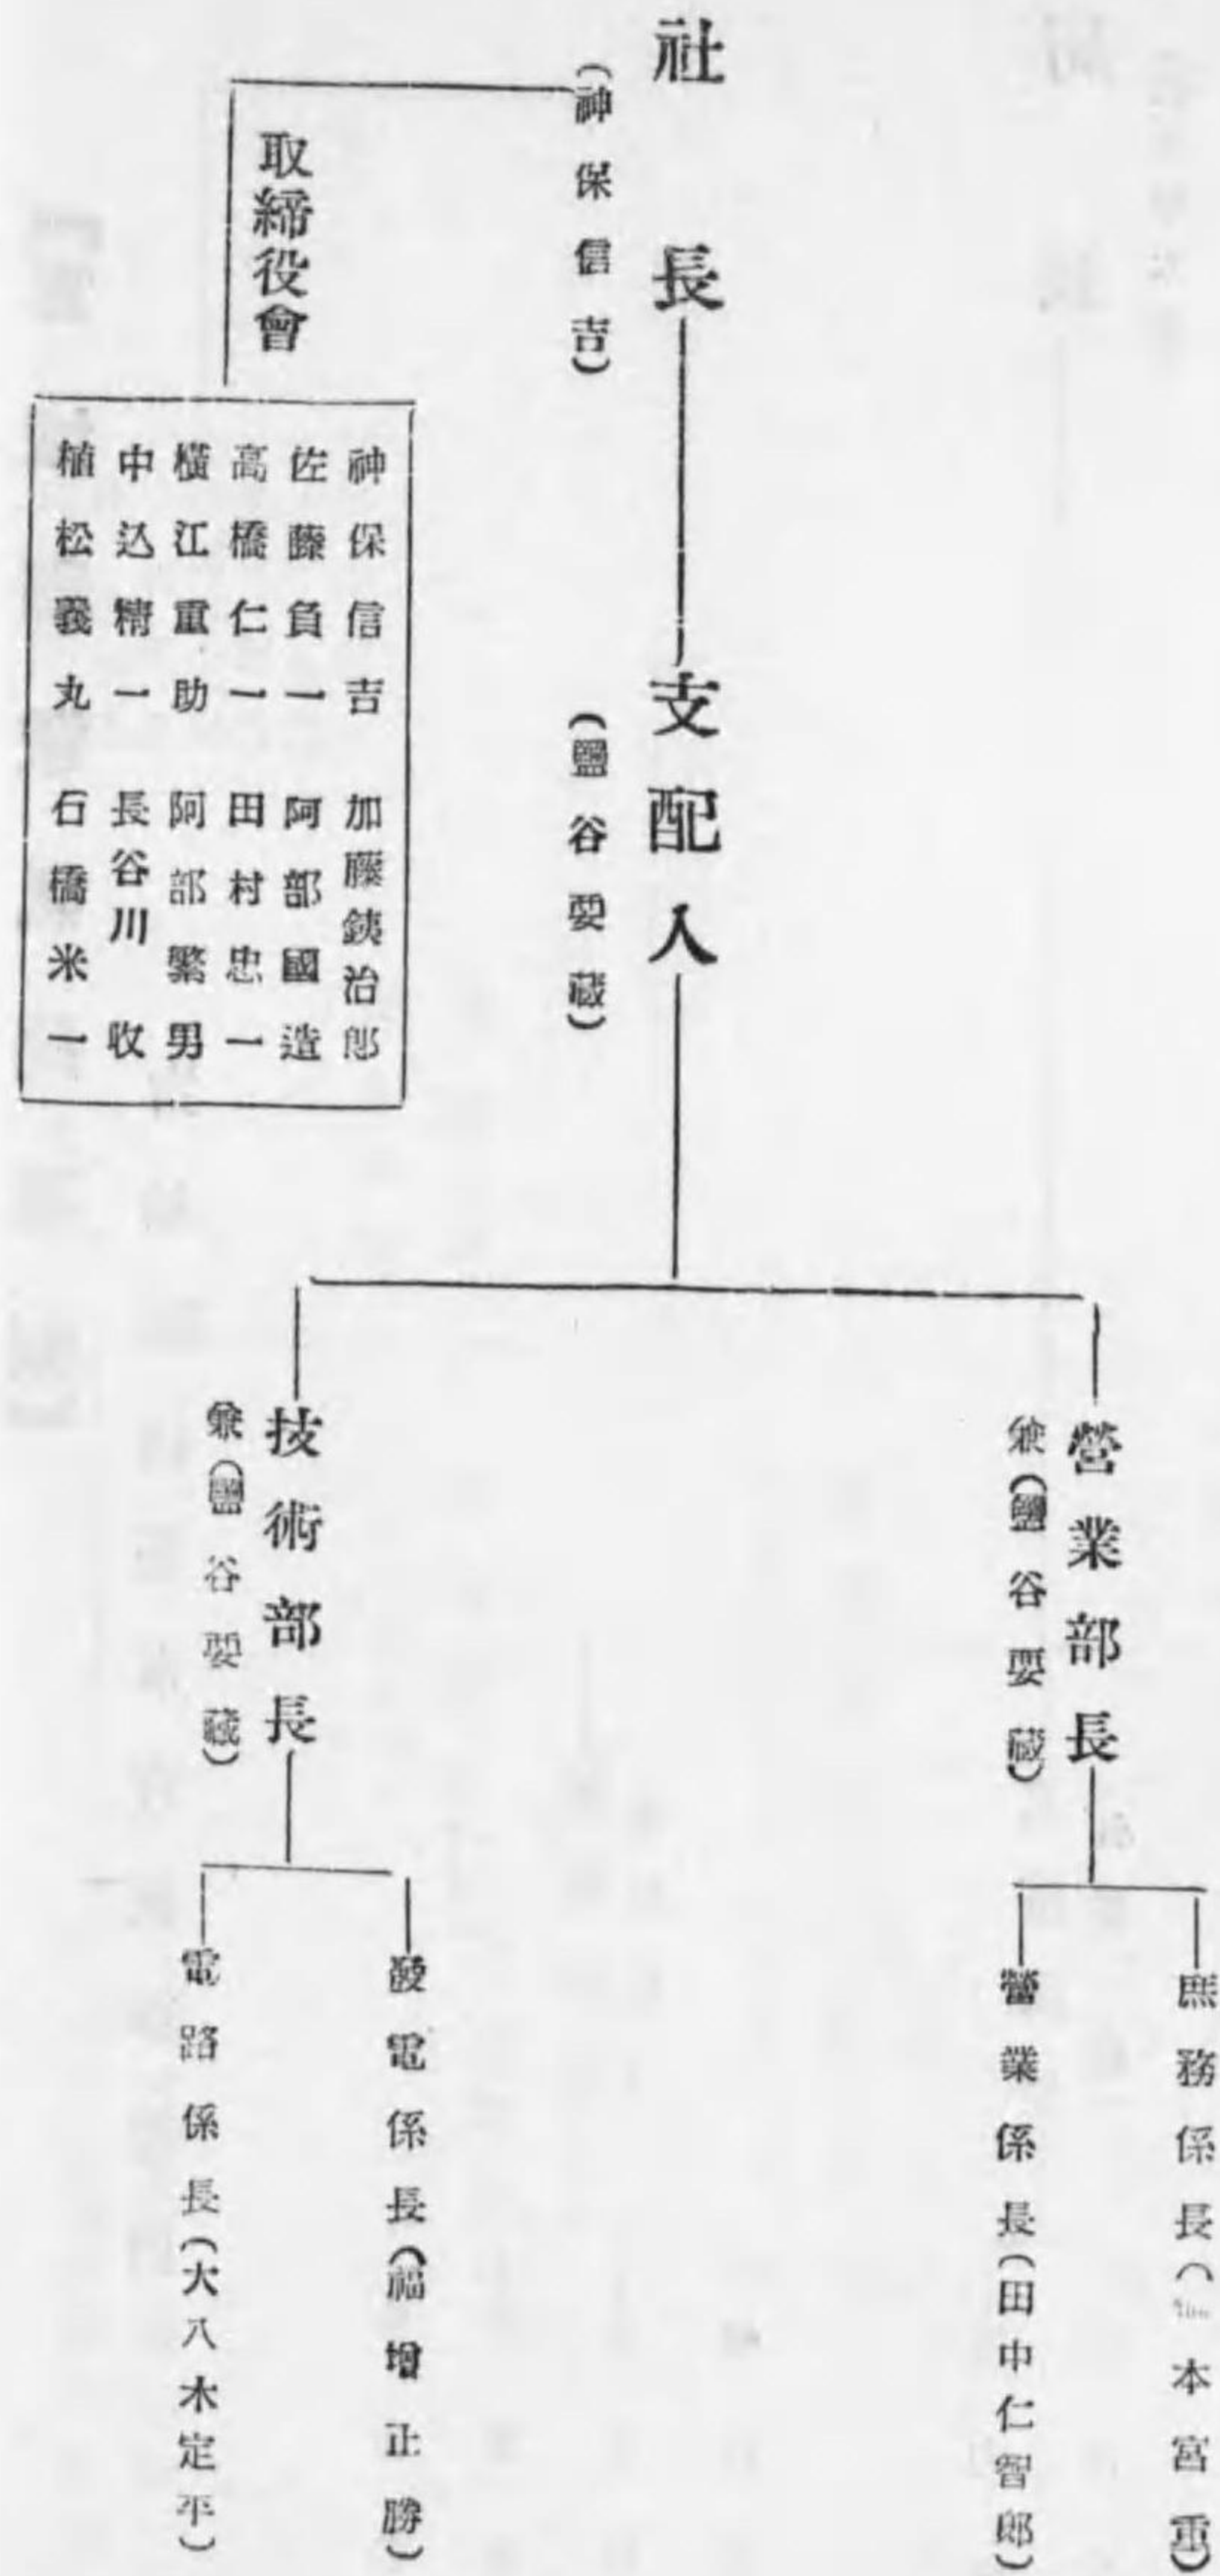 社長
(神保信吉)
取締役會
神保信吉 加藤銕治郎
佐藤負一 阿部國造
高橋仁一 田村忠一
橫江重助 阿部繁男
中込精一 長谷川收
植松義丸 石橋米一
支配人
(鹽谷要藏)
營業部長
兼(鹽谷要藏)
庶務係長( 本宮重)
營業係長(田中仁智郎)
技術部長
兼(鹽谷要藏)
發電係長(福增正勝)
電路係長(大八木定平)